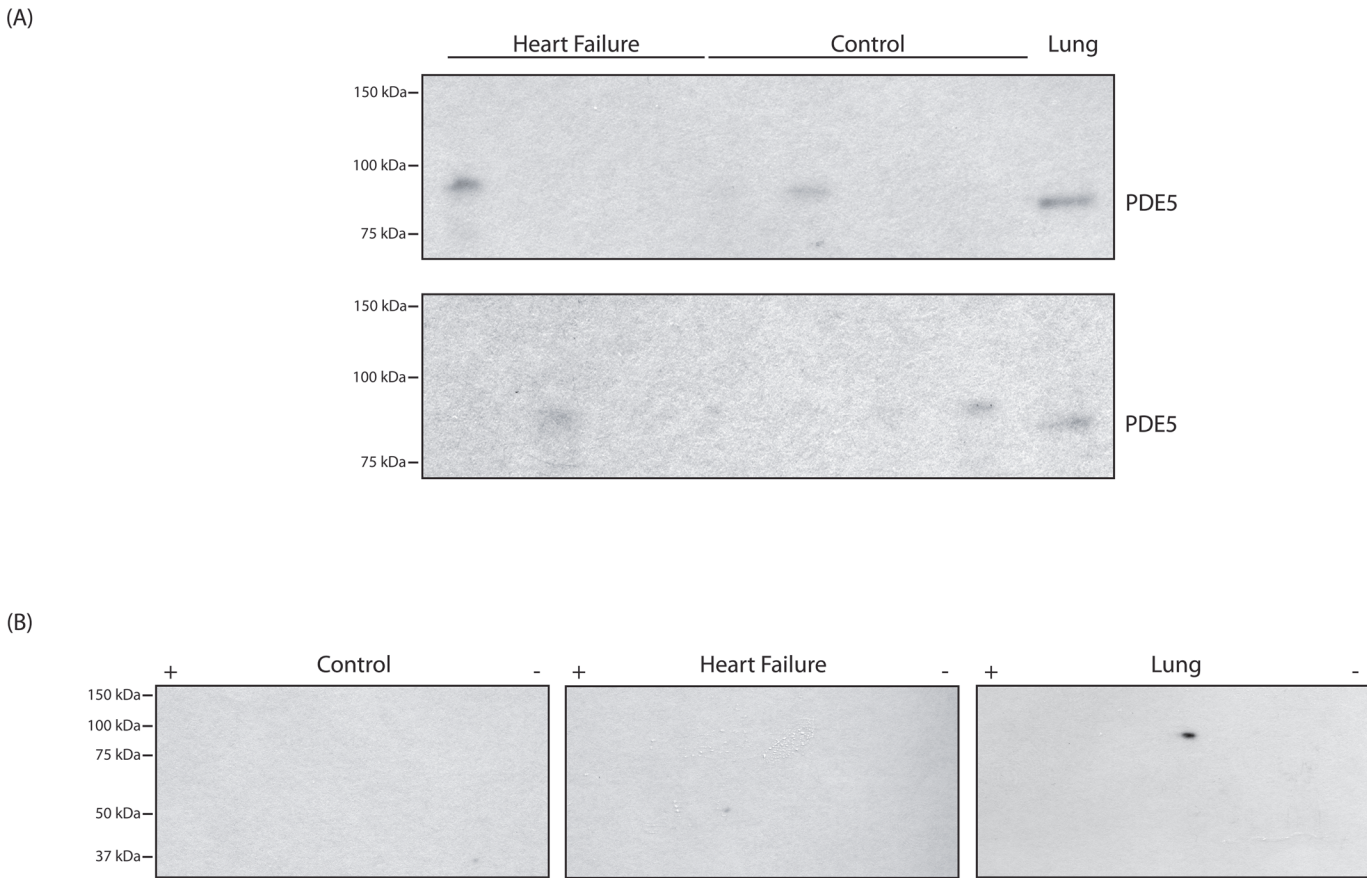 (A)
Heart Failure Control Lung
150 kDa
100 kDa
PDE5
75 kDa
150 kDa
100 kDa
PDE5
75 kDa
(B)
+ Control - + Heart Failure - + Lung -
150 kDa
100 kDa
75 kDa
50 kDa
37 kDa